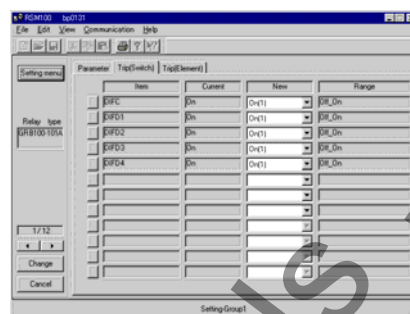 RSM100 bp0131
File Edit View Communication Help
Setting menu
Parameter Trip(Switch) Trip(Element)
Item Current New Range
Relay type
GRB100-101A
DIFC On On(1) Off_On
DIFD1 On On(1) Off_On
DIFD2 On On(1) Off_On
DIFD3 On On(1) Off_On
DIFD4 On On(1) Off_On
1/12
Change
Cancel
Setting-Group1